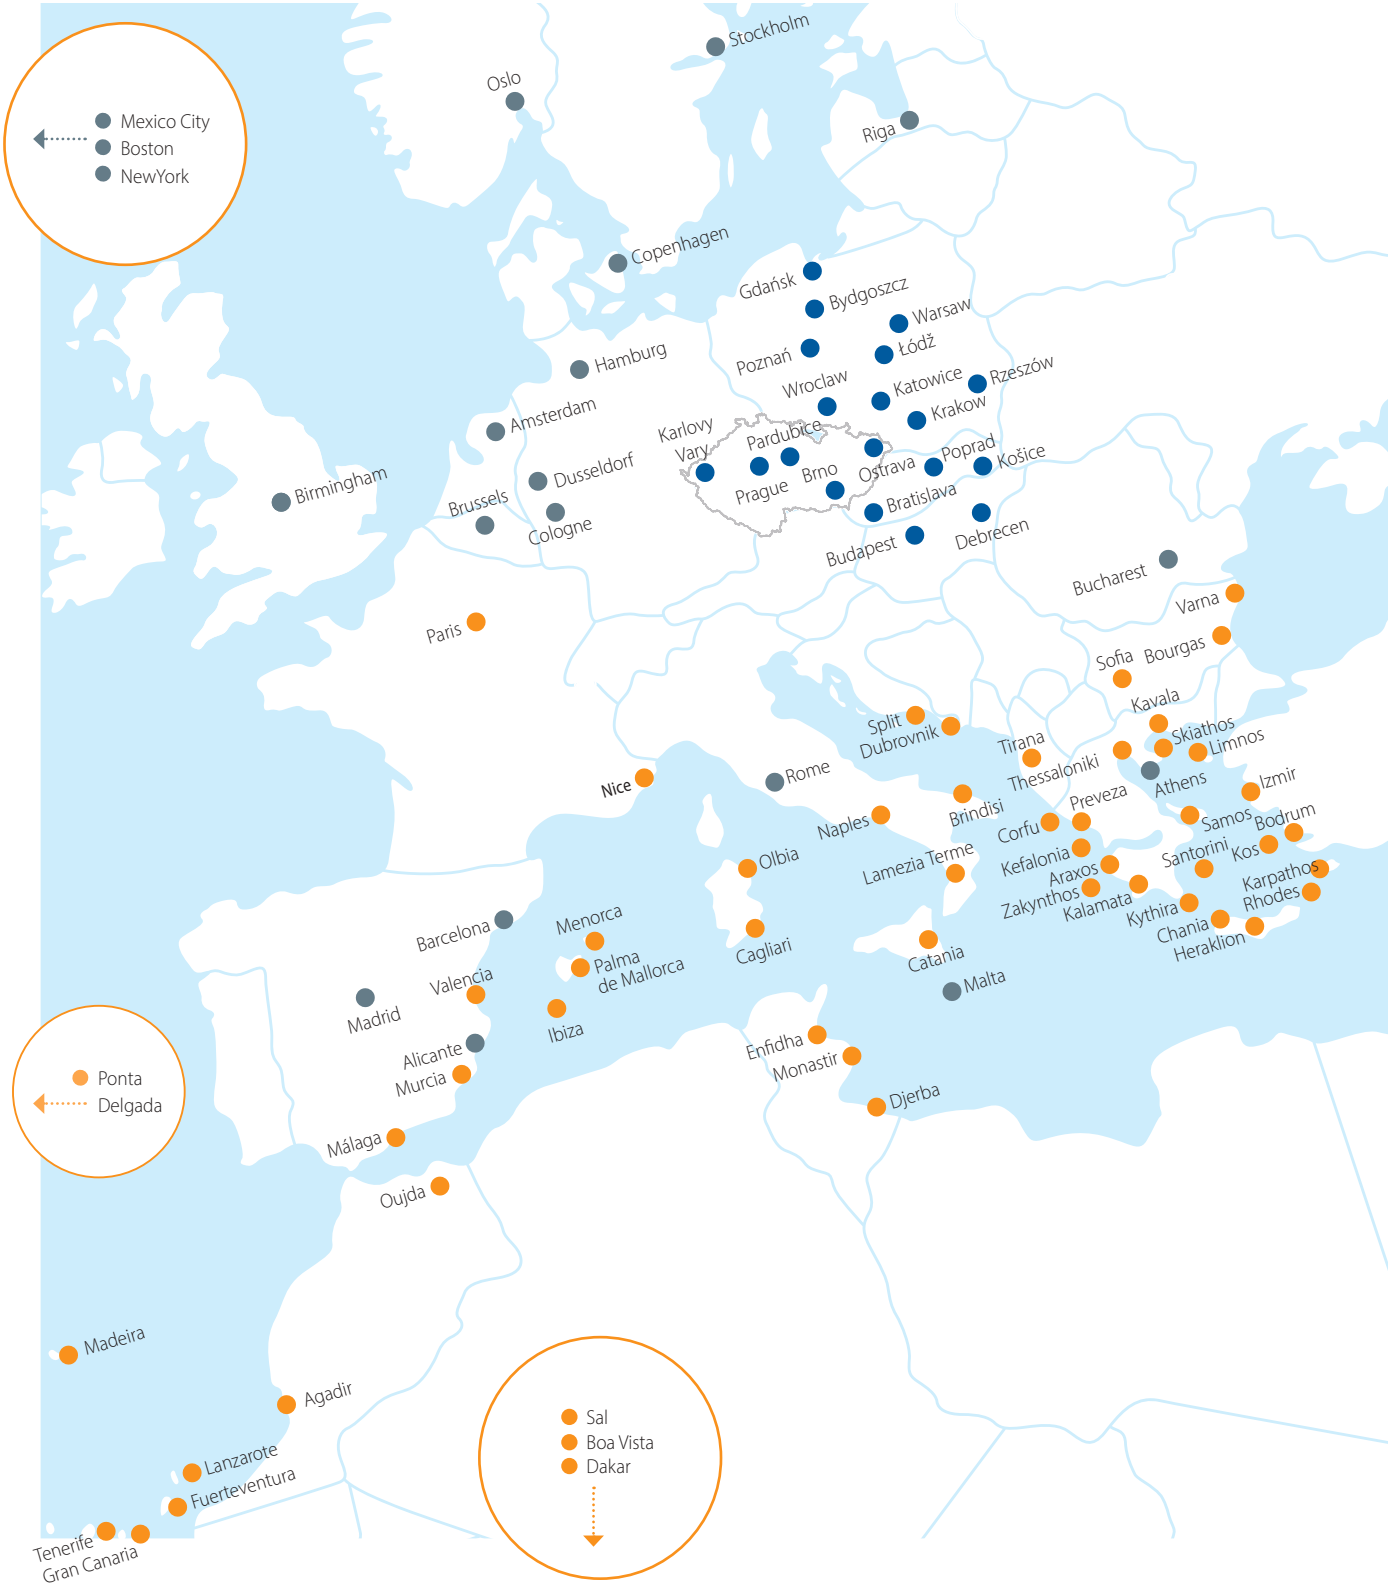 Stockholm
Oslo
Mexico City
Boston
NewYork
Riga
Copenhagen
Gdańsk
Bydgoszcz
Warsaw
Łódž
Poznań
Hamburg
Wroclaw
Katowice
Rzeszów
Krakow
Amsterdam
Karlovy
Vary
Pardubice
Prague
Brno
Ostrava
Poprad
Košice
Dusseldorf
Birmingham
Brussels
Cologne
Bratislava
Budapest
Debrecen
Bucharest
Varna
Paris
Bourgas
Sofia
Kavala
Split
Dubrovnik
Tirana
Thessaloniki
Skiathos
Limnos
Athens
Nice
Rome
Izmir
Brindisi
Preveza
Naples
Corfu
Samos
Bodrum
Olbia
Lamezia Terme
Kefalonia
Araxos
Santorini
Kos
Karpathos
Zakynthos
Kalamata
Rhodes
Barcelona
Menorca
Kythira
Chania
Heraklion
Cagliari
Catania
Palma
de Mallorca
Valencia
Malta
Madrid
Ibiza
Alicante
Enfidha
Monastir
Murcia
Ponta
Delgada
Djerba
Málaga
Oujda
Madeira
Agadir
Sal
Boa Vista
Dakar
Lanzarote
Fuerteventura
Tenerife
Gran Canaria